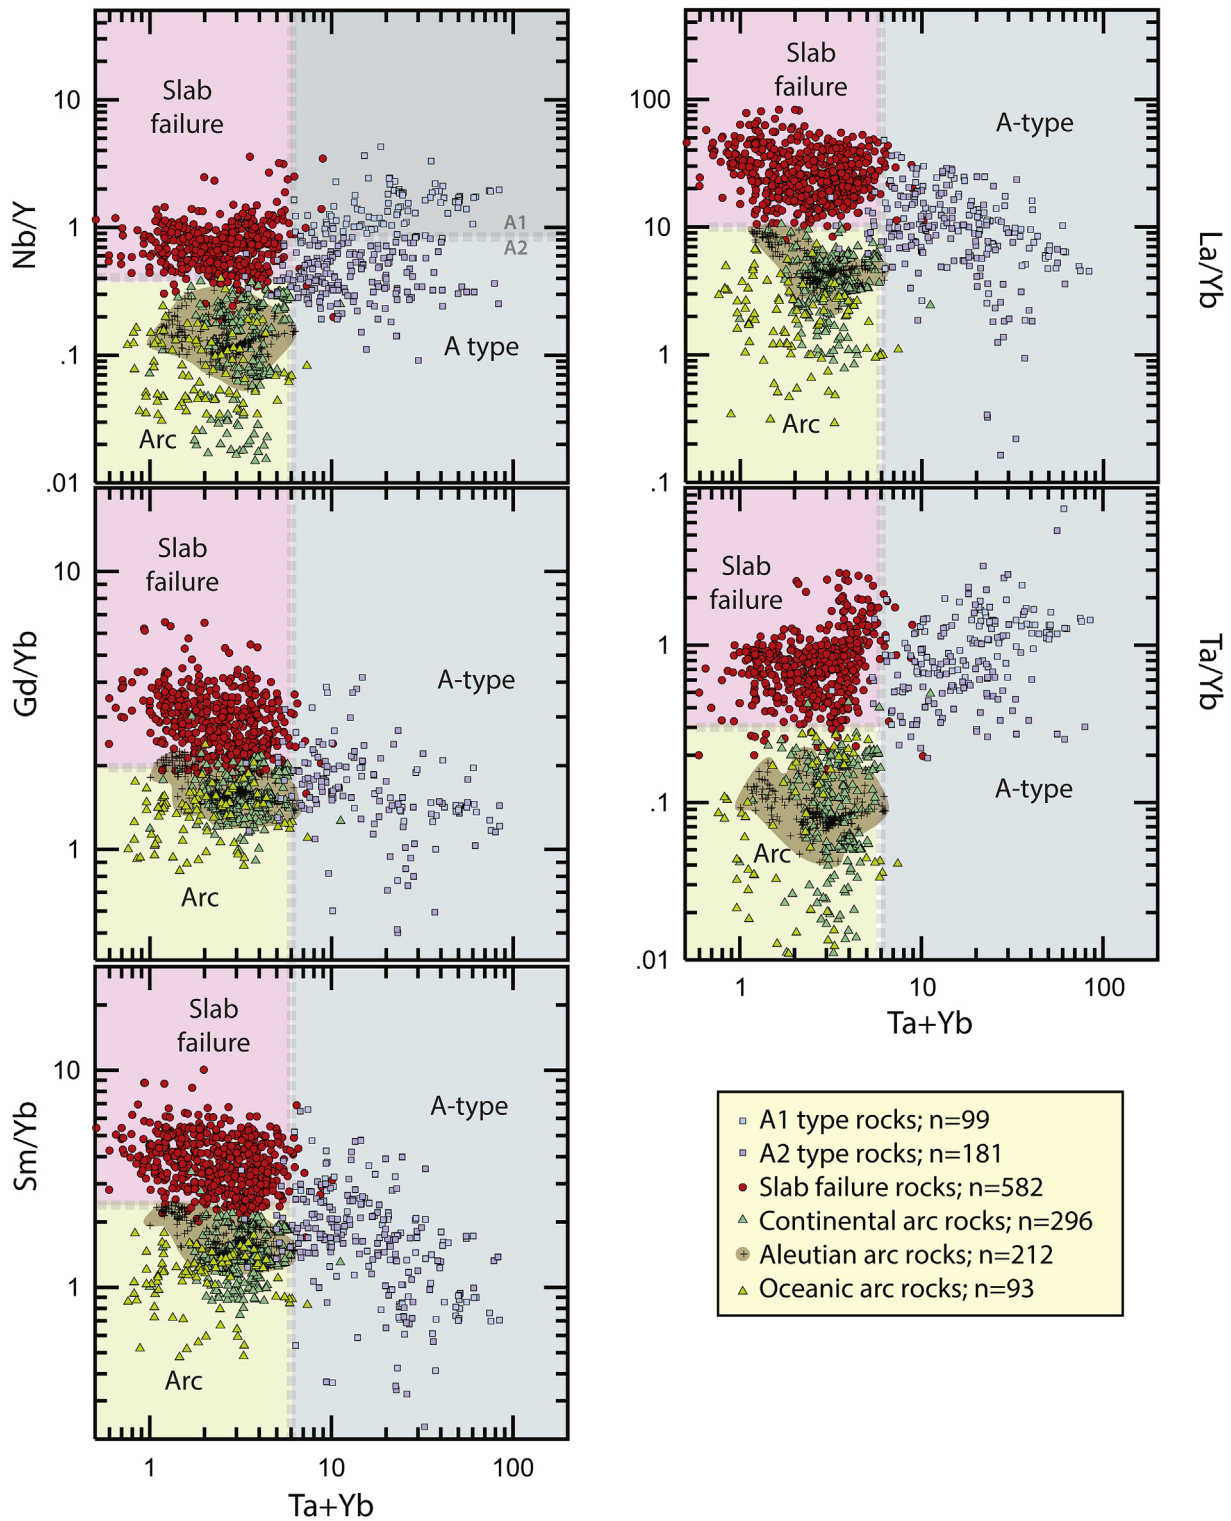 Nb/Y
10
1
.1
.01
Slab
failure
A1
A2
A type
Arc
La/Yb
100
10
1
.1
Slab
failure
A-type
Arc
Gd/Yb
10
1
Slab
failure
A-type
Arc
Ta/Yb
1
.1
.01
Slab
failure
A-type
Arc
1
10
100
Ta+Yb
Sm/Yb
10
1
Slab
failure
A-type
Arc
1
10
100
Ta+Yb
A1 type rocks; n=99
A2 type rocks; n=181
Slab failure rocks; n=582
Continental arc rocks; n=296
Aleutian arc rocks; n=212
Oceanic arc rocks; n=93